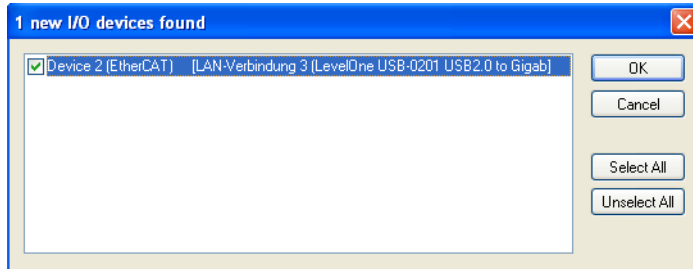 1 new I/O devices found
Device 2 (EtherCAT) [LAN-Verbindung 3 (LevelOne USB-0201 USB2.0 to Gigab]
OK
Cancel
Select All
Unselect All